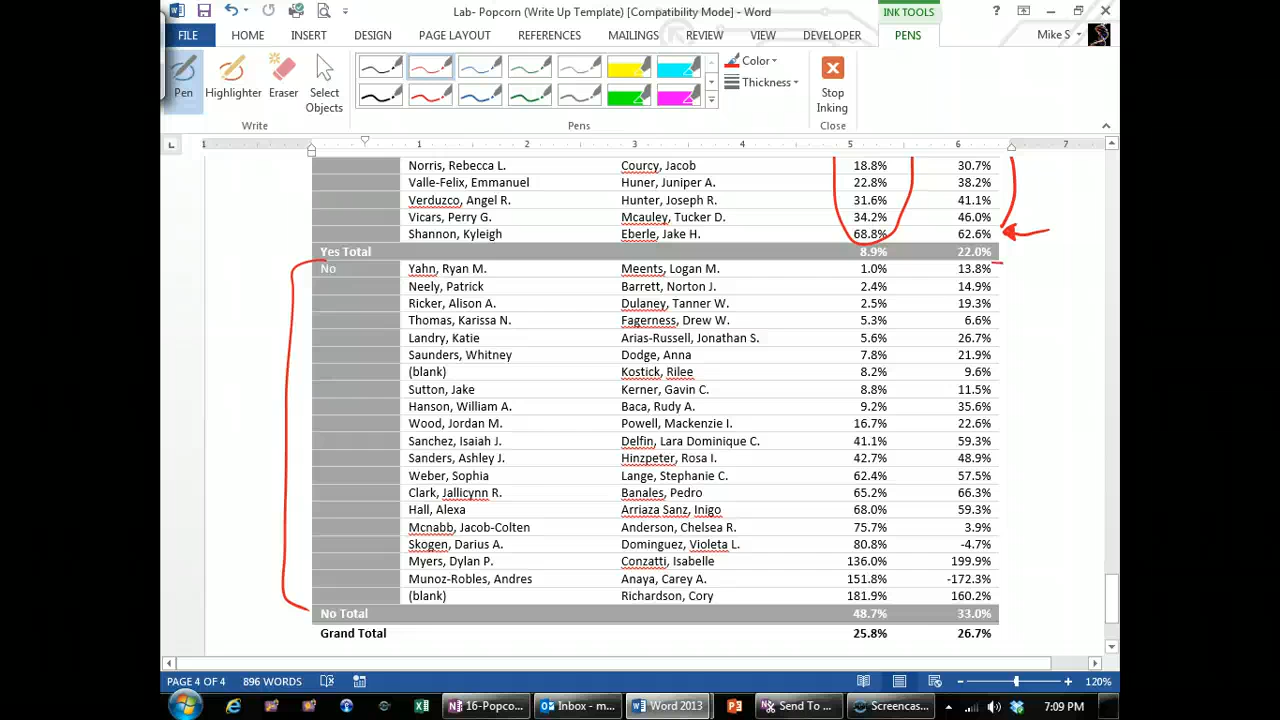 Lab- Popcorn (Write Up Template) [Compatibility Mode] - Word
INK TOOLS
FILE HOME INSERT DESIGN PAGE LAYOUT REFERENCES MAILINGS REVIEW VIEW DEVELOPER PENS Mike S
Pen Highlighter Eraser Select Objects
Color
Thickness
Stop Inking
Write Pens Close
1 1 2 3 4 5 6 7
Norris, Rebecca L. Courcy, Jacob 18.8% 30.7%
Valle-Felix, Emmanuel Huner, Juniper A. 22.8% 38.2%
Verduzco, Angel R. Hunter, Joseph R. 31.6% 41.1%
Vicars, Perry G. Mcauley, Tucker D. 34.2% 46.0%
Shannon, Kyleigh Eberle, Jake H. 68.8% 62.6%
Yes Total 8.9% 22.0%
No Yahn, Ryan M. Meents, Logan M. 1.0% 13.8%
Neely, Patrick Barrett, Norton J. 2.4% 14.9%
Ricker, Alison A. Dulaney, Tanner W. 2.5% 19.3%
Thomas, Karissa N. Fagerness, Drew W. 5.3% 6.6%
Landry, Katie Arias-Russell, Jonathan S. 5.6% 26.7%
Saunders, Whitney Dodge, Anna 7.8% 21.9%
(blank) Kostick, Rilee 8.2% 9.6%
Sutton, Jake Kerner, Gavin C. 8.8% 11.5%
Hanson, William A. Baca, Rudy A. 9.2% 35.6%
Wood, Jordan M. Powell, Mackenzie I. 16.7% 22.6%
Sanchez, Isaiah J. Delfin, Lara Dominique C. 41.1% 59.3%
Sanders, Ashley J. Hinzpeter, Rosa I. 42.7% 48.9%
Weber, Sophia Lange, Stephanie C. 62.4% 57.5%
Clark, Jallicynn R. Banales, Pedro 65.2% 66.3%
Hall, Alexa Arriaza Sanz, Inigo 68.0% 59.3%
Mcnabb, Jacob-Colten Anderson, Chelsea R. 75.7% 3.9%
Skogen, Darius A. Dominguez, Violeta L. 80.8% -4.7%
Myers, Dylan P. Conzatti, Isabelle 136.0% 199.9%
Munoz-Robles, Andres Anaya, Carey A. 151.8% -172.3%
(blank) Richardson, Cory 181.9% 160.2%
No Total 48.7% 33.0%
Grand Total 25.8% 26.7%
PAGE 4 OF 4 896 WORDS 120%
16-Popco... Inbox - m... Word 2013 Send To ... Screencas... 7:09 PM